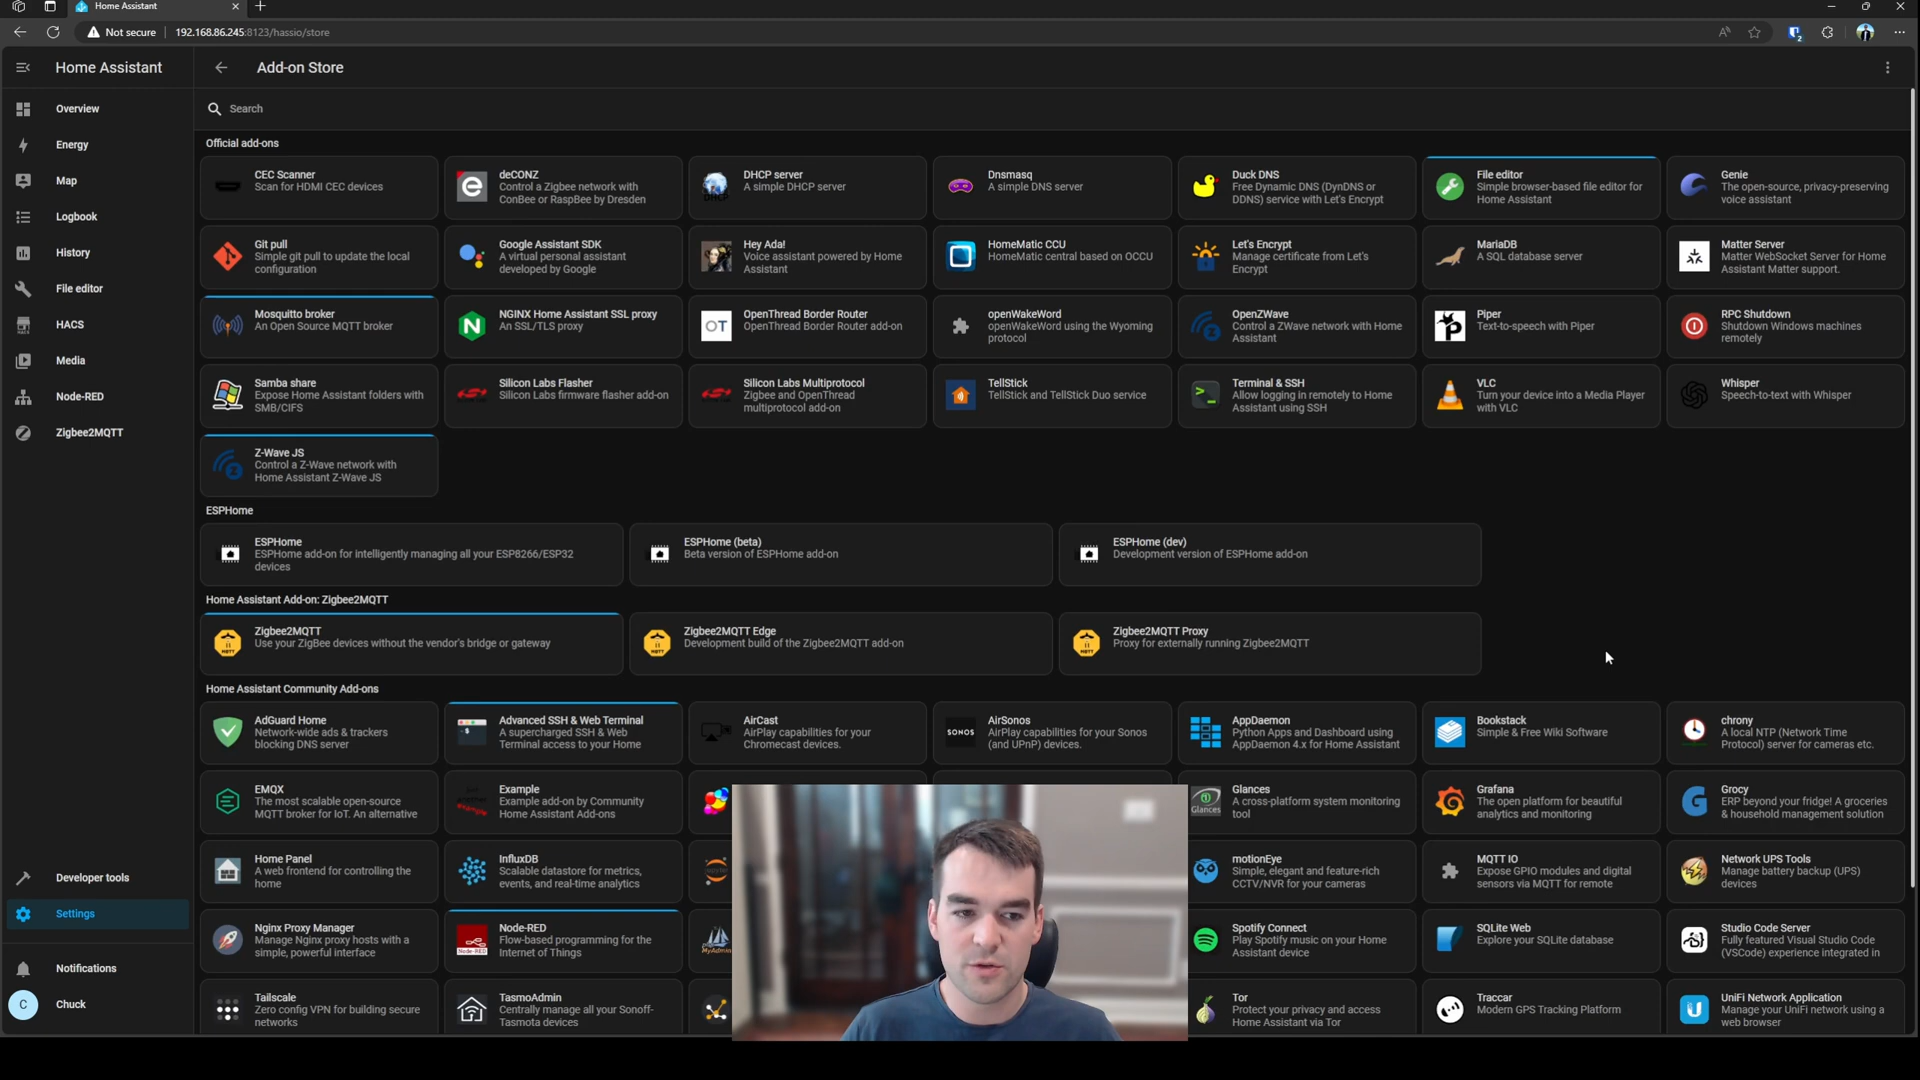 Home Assistant
Not secure
192.168.86.245:8123/hassio/store
Home Assistant
Add-on Store
Overview
Energy
Map
Logbook
History
File editor
HACS
Media
Node-RED
Zigbee2MQTT
Developer tools
Settings
Notifications
C
Chuck
Search
Official add-ons
CEC Scanner
Scan for HDMI CEC devices
deCONZ
Control a Zigbee network with
ConBee or RaspBee by Dresden
DHCP
DHCP server
A simple DHCP server
Dnsmasq
A simple DNS server
Duck DNS
Free Dynamic DNS (DynDNS or
DDNS) service with Let's Encrypt
File editor
Simple browser-based file editor for
Home Assistant
Genie
The open-source, privacy-preserving
voice assistant
Git pull
Simple git pull to update the local
configuration
Google Assistant SDK
A virtual personal assistant
developed by Google
Hey Ada!
Voice assistant powered by Home
Assistant
HomeMatic CCU
HomeMatic central based on OCCU
Let's Encrypt
Manage certificate from Let's
Encrypt
MariaDB
A SQL database server
Matter Server
Matter WebSocket Server for Home
Assistant Matter support.
Mosquitto broker
An Open Source MQTT broker
N
NGINX Home Assistant SSL proxy
An SSL/TLS proxy
OT
OpenThread Border Router
OpenThread Border Router add-on
openWakeWord
openWakeWord using the Wyoming
protocol
OpenZWave
Control a ZWave network with Home
Assistant
Piper
Text-to-speech with Piper
RPC Shutdown
Shutdown Windows machines
remotely
Samba share
Expose Home Assistant folders with
SMB/CIFS
Silicon Labs Flasher
Silicon Labs firmware flasher add-on
Silicon Labs Multiprotocol
Zigbee and OpenThread
multiprotocol add-on
TellStick
TellStick and TellStick Duo service
Terminal & SSH
Allow logging in remotely to Home
Assistant using SSH
VLC
Turn your device into a Media Player
with VLC
Whisper
Speech-to-text with Whisper
Z-Wave JS
Control a Z-Wave network with
Home Assistant Z-Wave JS
ESPHome
ESPHome
ESPHome add-on for intelligently managing all your ESP8266/ESP32
devices
ESPHome (beta)
Beta version of ESPHome add-on
ESPHome (dev)
Development version of ESPHome add-on
Home Assistant Add-on: Zigbee2MQTT
MQTT
Zigbee2MQTT
Use your ZigBee devices without the vendor's bridge or gateway
MQTT
Zigbee2MQTT Edge
Development build of the Zigbee2MQTT add-on
MQTT
Zigbee2MQTT Proxy
Proxy for externally running Zigbee2MQTT
Home Assistant Community Add-ons
AdGuard Home
Network-wide ads & trackers
blocking DNS server
Advanced SSH & Web Terminal
A supercharged SSH & Web
Terminal access to your Home
AirCast
AirPlay capabilities for your
Chromecast devices.
SONOS
AirSonos
AirPlay capabilities for your Sonos
(and UPnP) devices.
AppDaemon
Python Apps and Dashboard using
AppDaemon 4.x for Home Assistant
Bookstack
Simple & Free Wiki Software
chrony
A local NTP (Network Time
Protocol) server for cameras etc.
EMQX
The most scalable open-source
MQTT broker for IoT. An alternative
Example
Example add-on by Community
Home Assistant Add-ons
Glances
Glances
A cross-platform system monitoring
tool
Grafana
The open platform for beautiful
analytics and monitoring
Grocy
ERP beyond your fridge! A groceries
& household management solution
Home Panel
A web frontend for controlling the
home
InfluxDB
Scalable datastore for metrics,
events, and real-time analytics
motionEye
Simple, elegant and feature-rich
CCTV/NVR for your cameras
MQTT IO
Expose GPIO modules and digital
sensors via MQTT for remote
Network UPS Tools
Manage battery backup (UPS)
devices
Nginx Proxy Manager
Manage Nginx proxy hosts with a
simple, powerful interface
Node-RED
Node-RED
Flow-based programming for the
Internet of Things
Spotify Connect
Play Spotify music on your Home
Assistant device
SQLite Web
Explore your SQLite database
Studio Code Server
Fully featured Visual Studio Code
(VSCode) experience integrated in
Tailscale
Zero config VPN for building secure
networks
TasmoAdmin
Centrally manage all your Sonoff-
Tasmota devices
Tor
Protect your privacy and access
Home Assistant via Tor
Traccar
Modern GPS Tracking Platform
UniFi Network Application
Manage your UniFi network using a
web browser